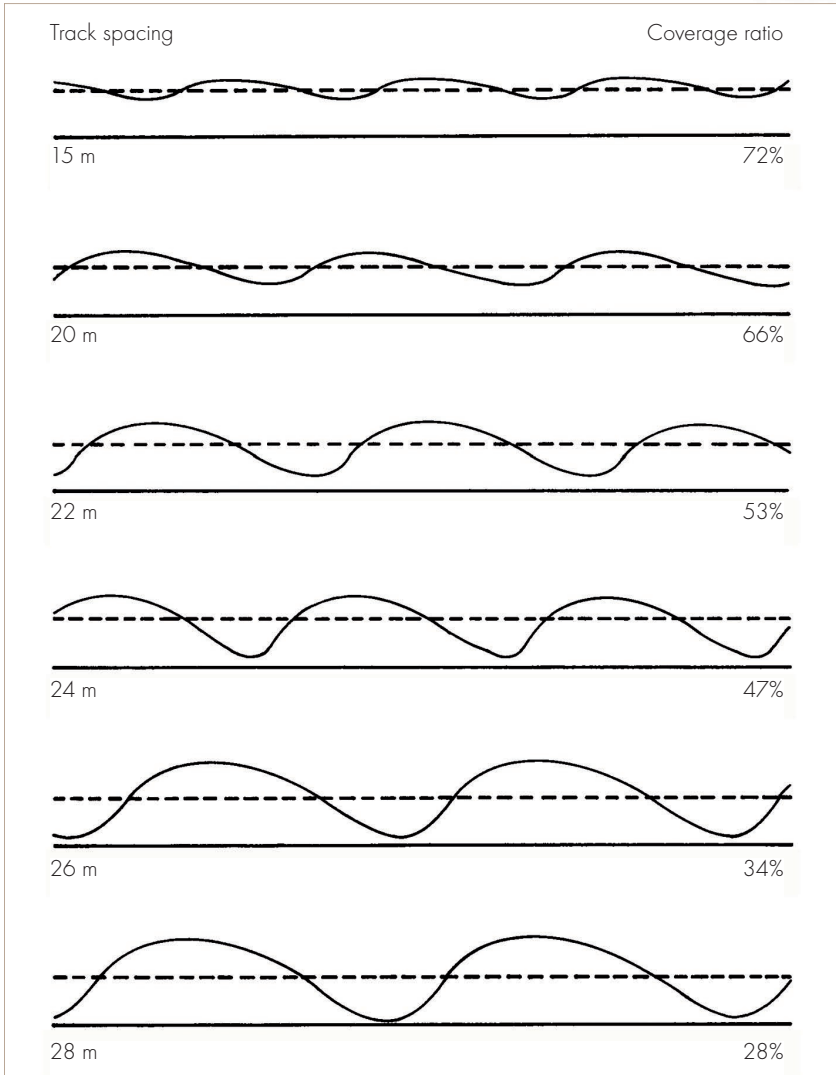 Track spacing Coverage ratio
15 m 72%
20 m 66%
22 m 53%
24 m 47%
26 m 34%
28 m 28%